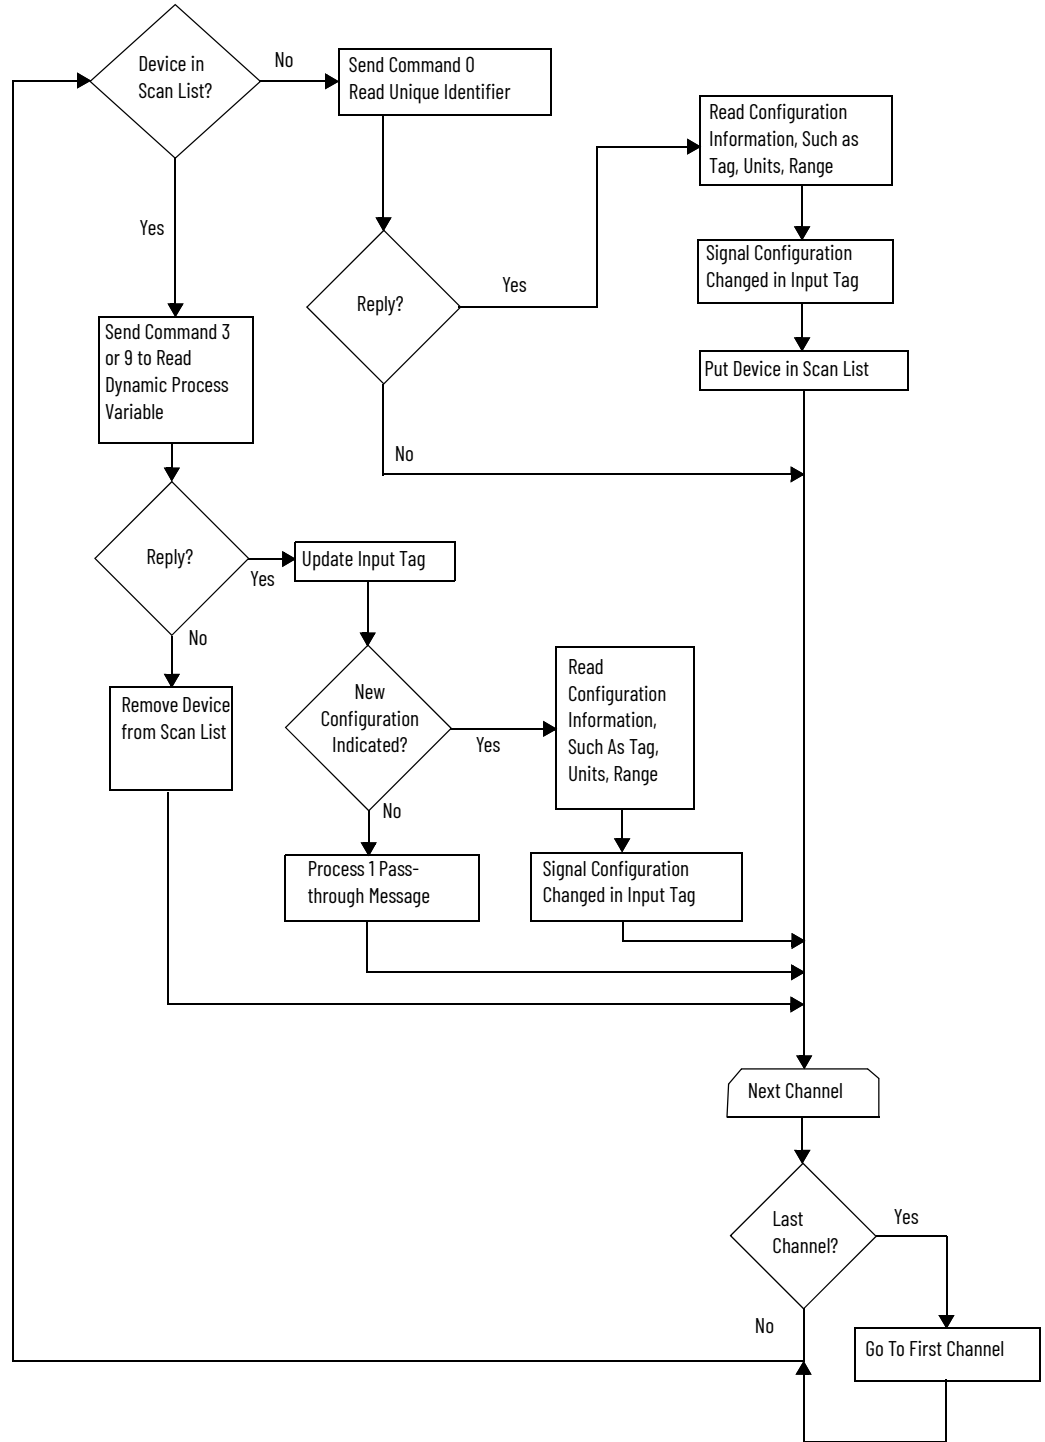 Device in
Scan List?
No
Send Command 0
Read Unique Identifier
Read Configuration
Information, Such as
Tag, Units, Range
Yes
Signal Configuration
Changed in Input Tag
Reply?
Yes
Send Command 3
or 9 to Read
Dynamic Process
Variable
Put Device in Scan List
No
Reply?
Yes
Update Input Tag
No
Remove Device
from Scan List
New
Configuration
Indicated?
Yes
Read
Configuration
Information,
Such As Tag,
Units, Range
No
Process 1 Pass-
through Message
Signal Configuration
Changed in Input Tag
Next Channel
Last
Channel?
Yes
No
Go To First Channel